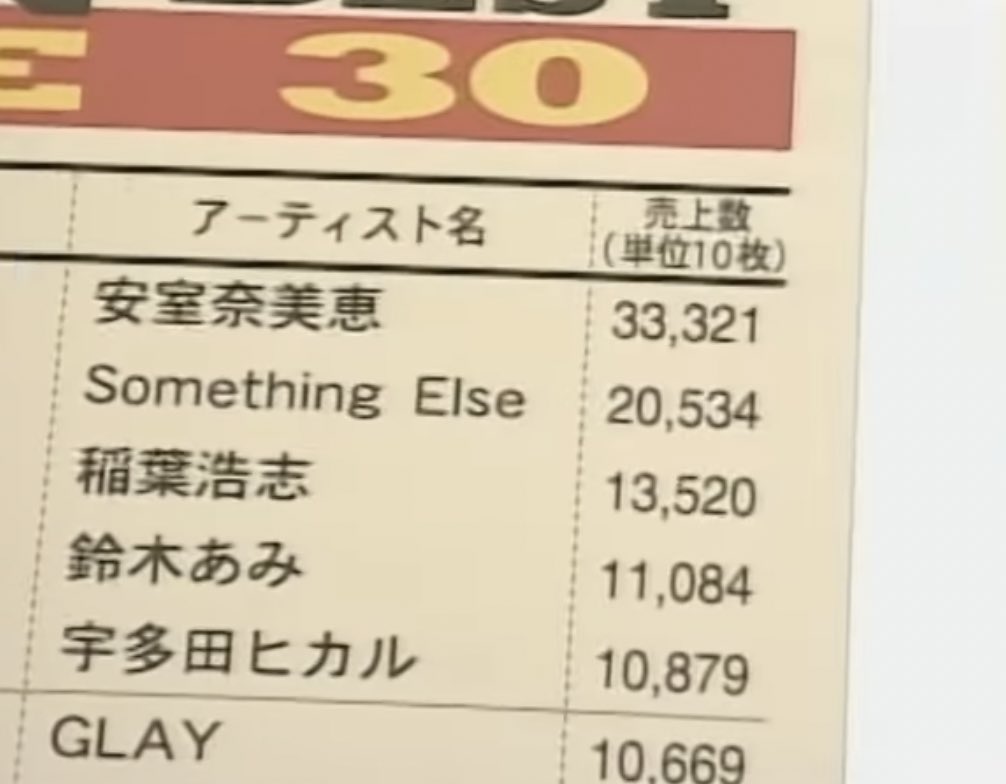 BEST
E 30
アーティスト名 売上数
(単位10枚)
安室奈美恵 33,321
Something Else 20,534
稲葉浩志 13,520
鈴木あみ 11,084
宇多田ヒカル 10,879
GLAY 10,669